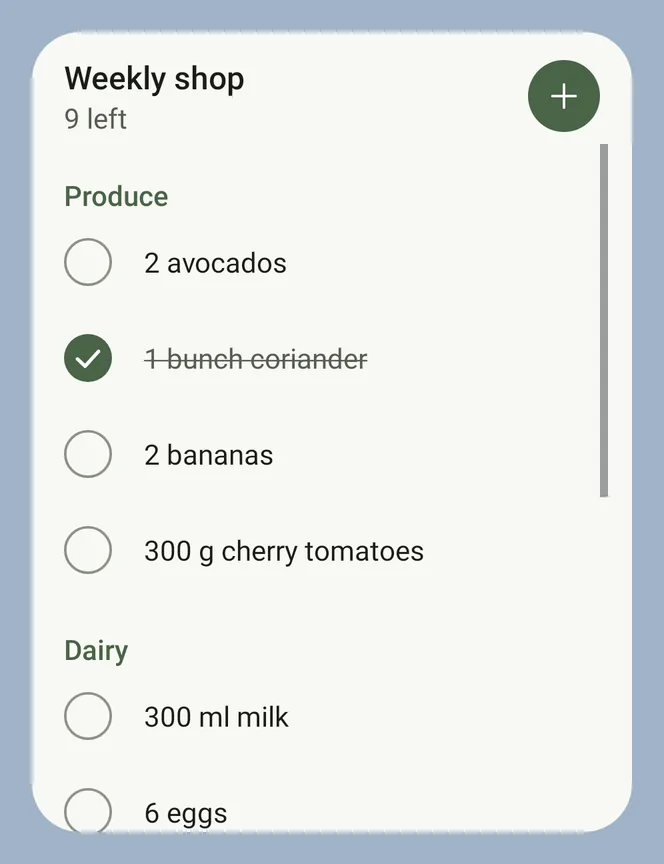 Weekly shop
9 left
Produce
2 avocados
1 bunch coriander
2 bananas
300 g cherry tomatoes
Dairy
300 ml milk
6 eggs